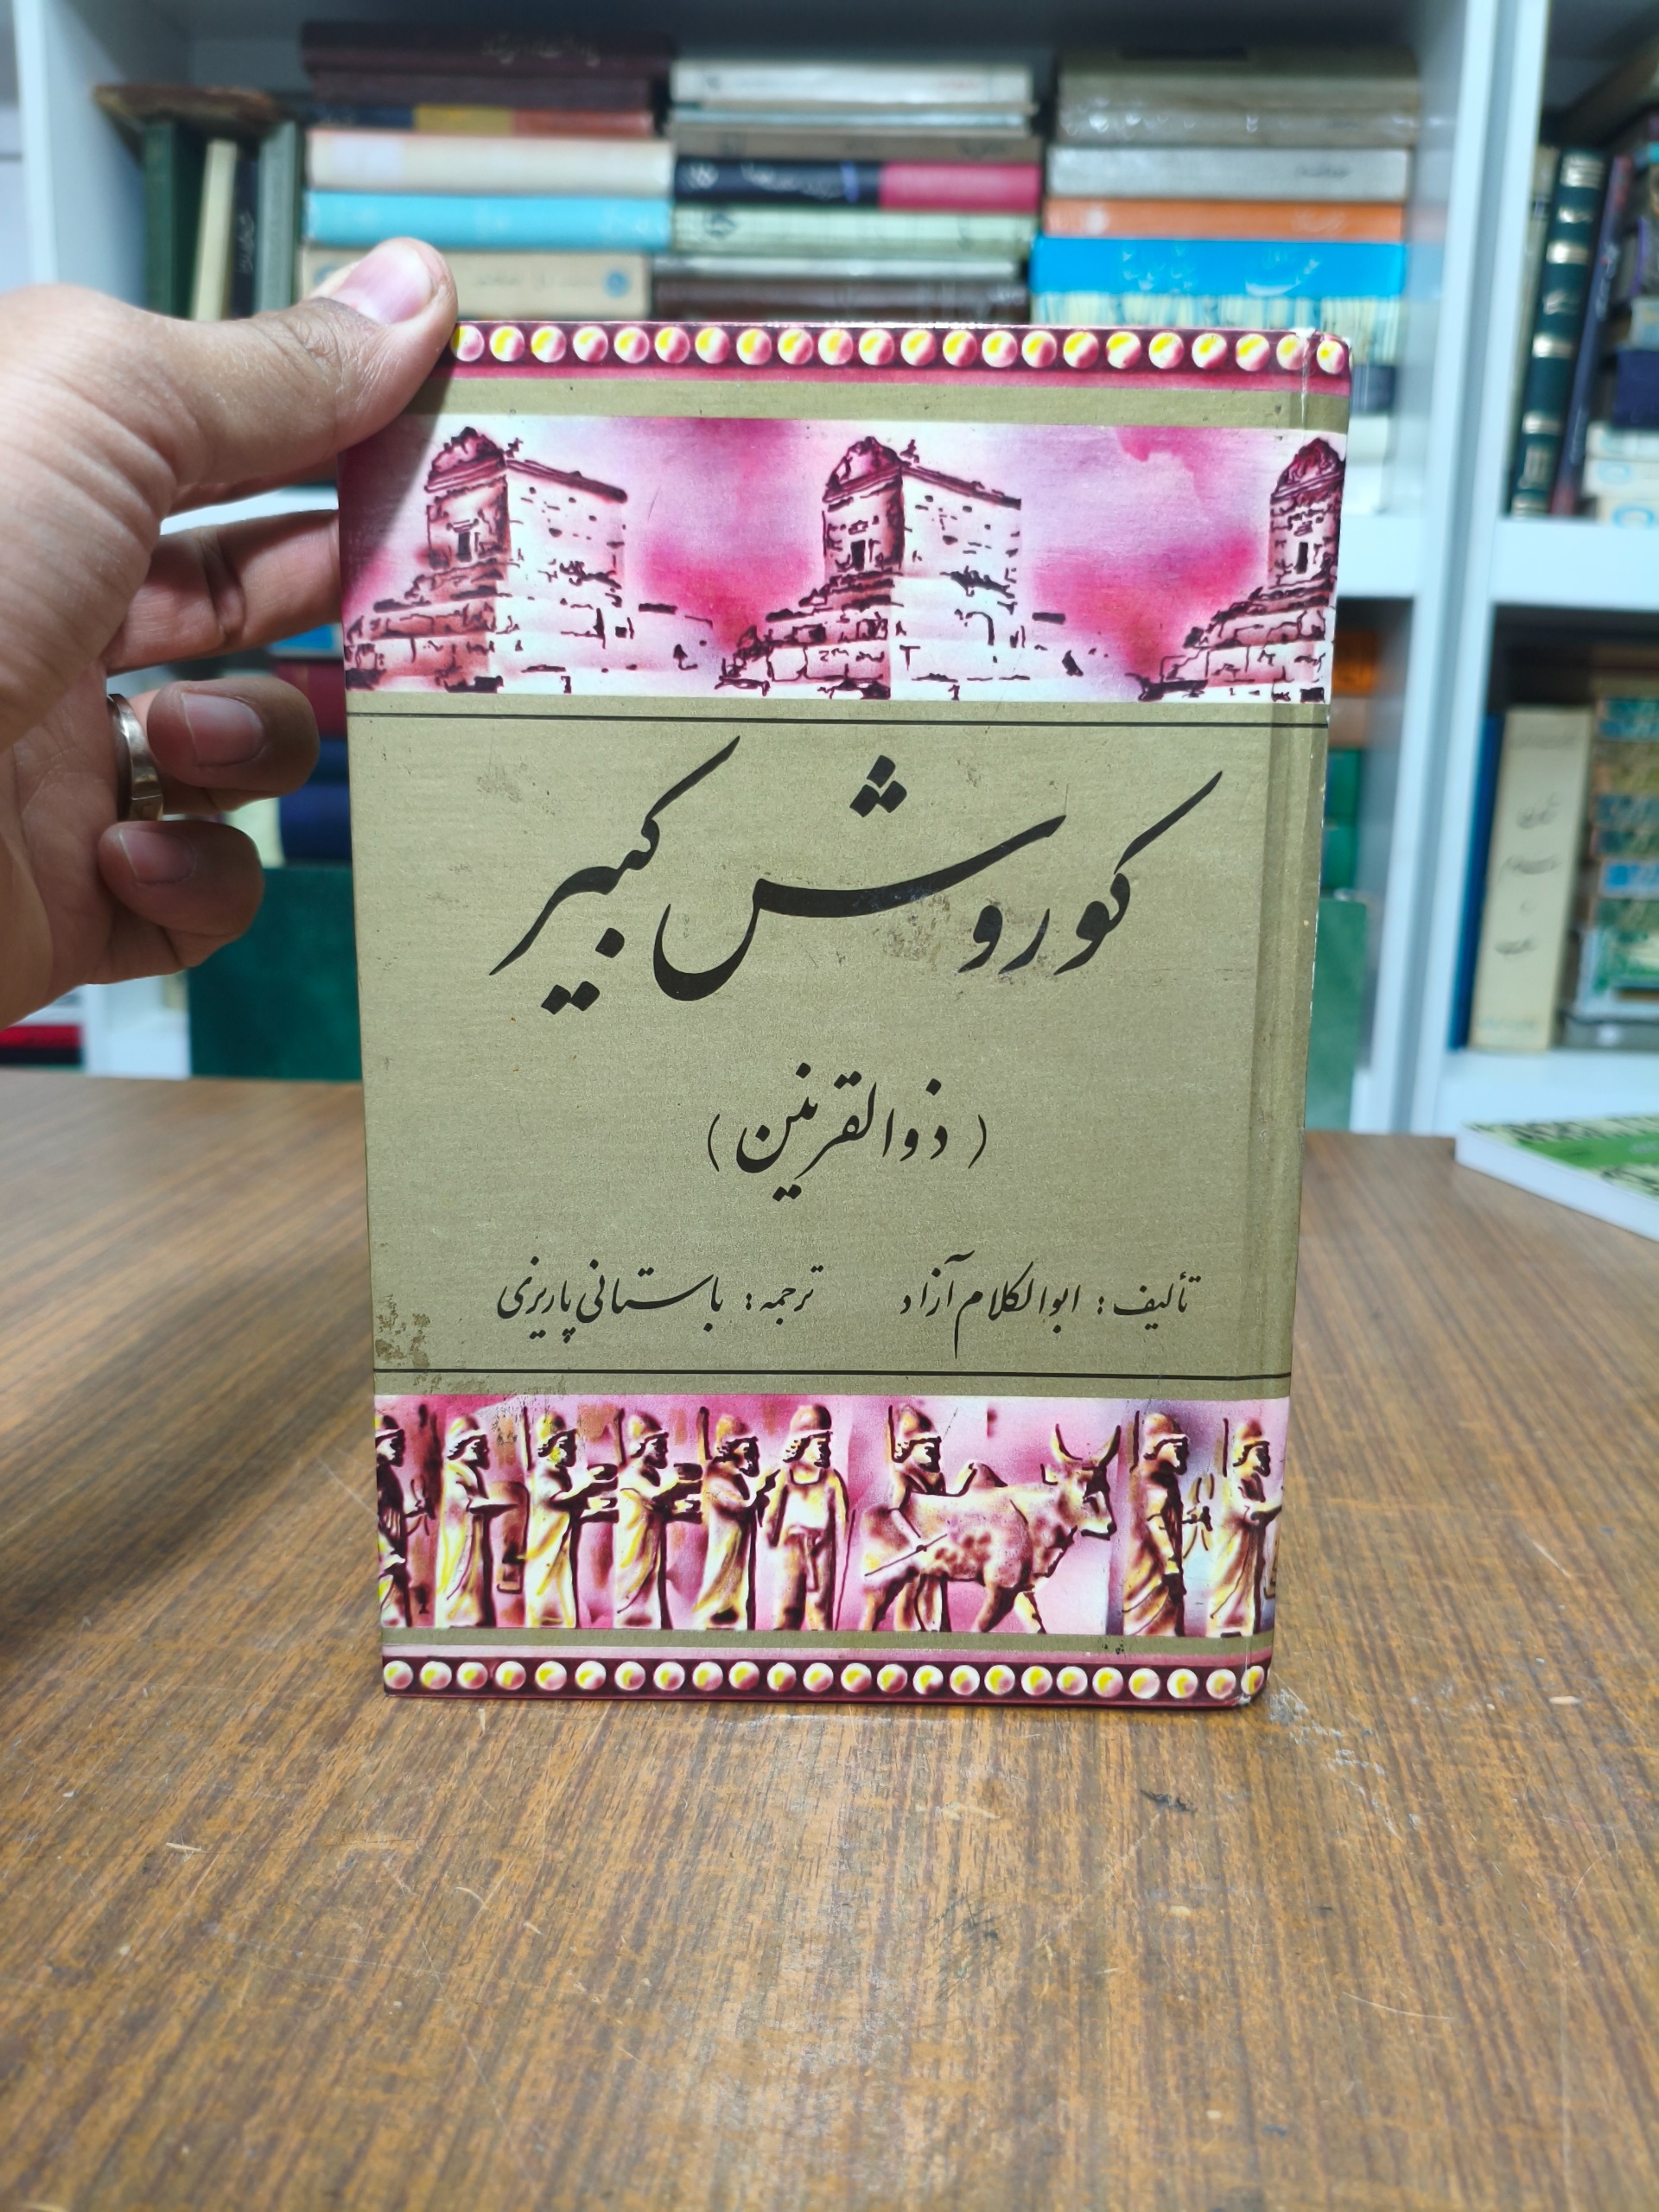 کوروش کبیر
( ذوالقرنین )
تألیف : ابوالکلام آزاد ترجمه : باستانی پاریزی